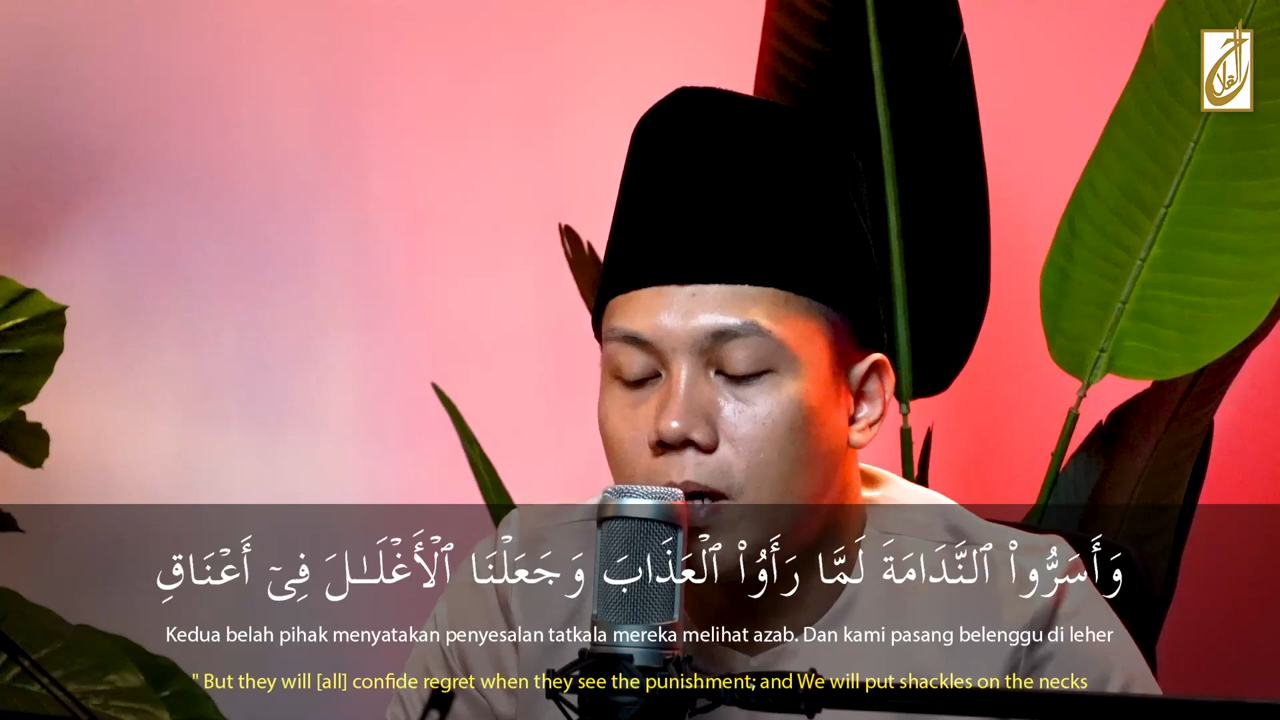 الفلاح
وَأَسَرُّوا۟ ٱلنَّدَامَةَ لَمَّا رَأَوُا۟ ٱلْعَذَابَ وَجَعَلْنَا ٱلْأَغْلَـٰلَ فِىٓ أَعْنَاقِ
Kedua belah pihak menyatakan penyesalan tatkala mereka melihat azab. Dan kami pasang belenggu di leher
" But they will [all] confide regret when they see the punishment; and We will put shackles on the necks